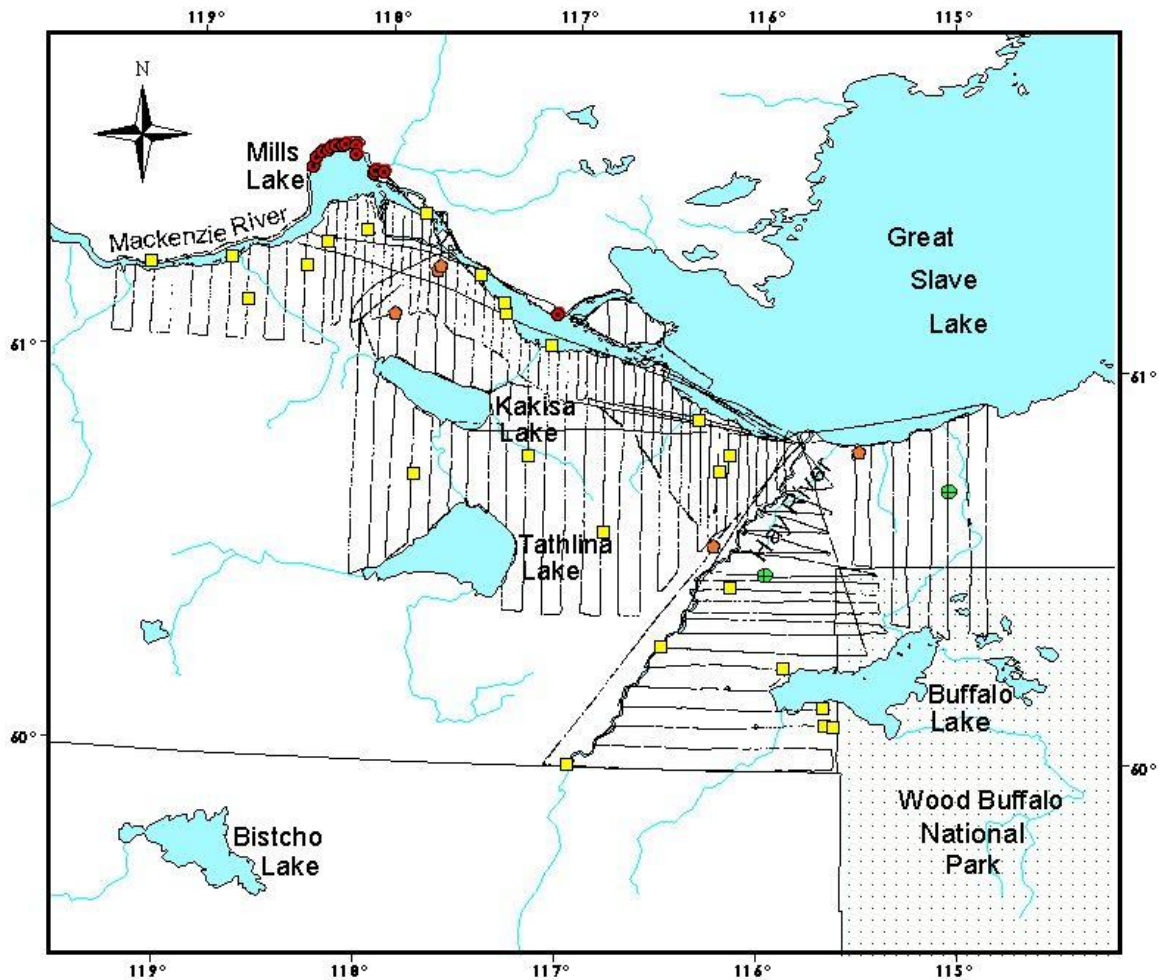 119° 118° 117° 116° 115°
N
Mills
Lake
Mackenzie River
Great
Slave
Lake
61°
61°
Kakisa
Lake
Hay River
Tathlina
Lake
Buffalo
Lake
60°
60°
Wood Buffalo
National
Park
Bistcho
Lake
119° 118° 117° 116° 115°